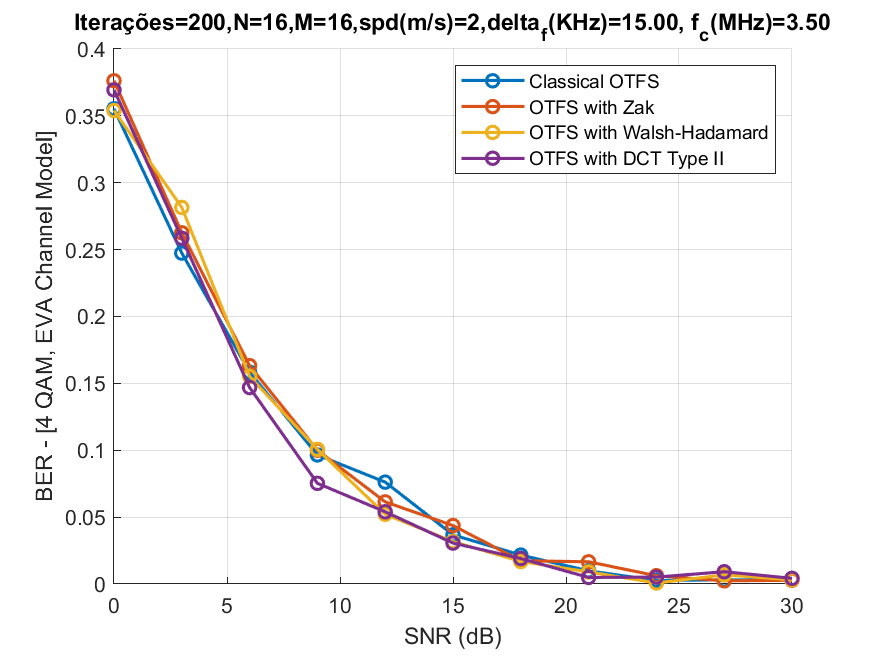 Iterações=200,N=16,M=16,spd(m/s)=2,delta_f(KHz)=15.00, f_c(MHz)=3.50
0.4
0.35
0.3
0.25
0.2
0.15
0.1
0.05
0
BER - [4 QAM, EVA Channel Model]
Classical OTFS
OTFS with Zak
OTFS with Walsh-Hadamard
OTFS with DCT Type II
0 5 10 15 20 25 30
SNR (dB)